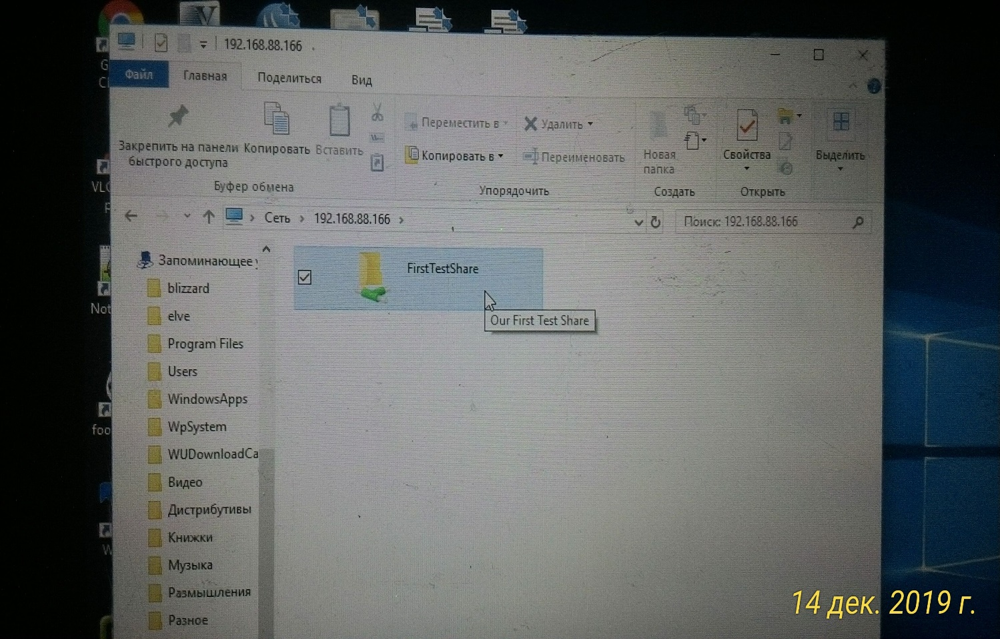 192.168.88.166
Файл
Главная
Поделиться
Вид
Закрепить на панели
быстрого доступа
Копировать
Вставить
Переместить в
Копировать в
Удалить
Переименовать
Новая
папка
Свойства
Выделить
Буфер обмена
Упорядочить
Создать
Открыть
Сеть
192.168.88.166
Поиск: 192.168.88.166
Запоминающее
blizzard
elve
Program Files
Users
WindowsApps
WpSystem
WUDownloadCa
Видео
Дистрибутивы
Книжки
Музыка
Размышления
Разное
FirstTestShare
Our First Test Share
VLC
Not
foo
14 дек. 2019 г.